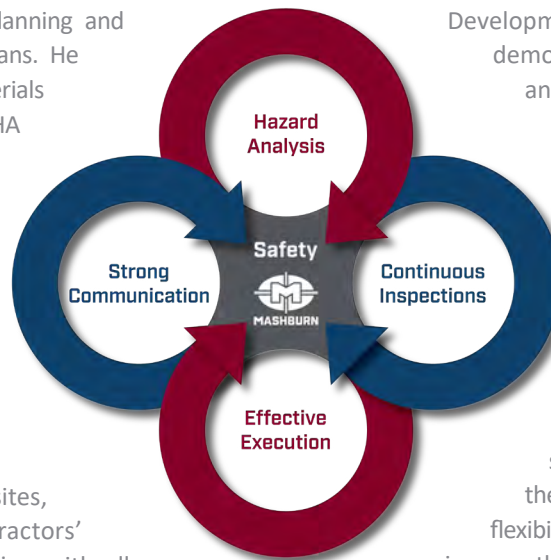 lanning and
ans. He
erials
HA
Developm
demo
an
Hazard
Analysis
Strong
Communication
Safety
M
MASHBURN
Continuous
Inspections
Effective
Execution
sites,
ractors’
s
the
flexibi